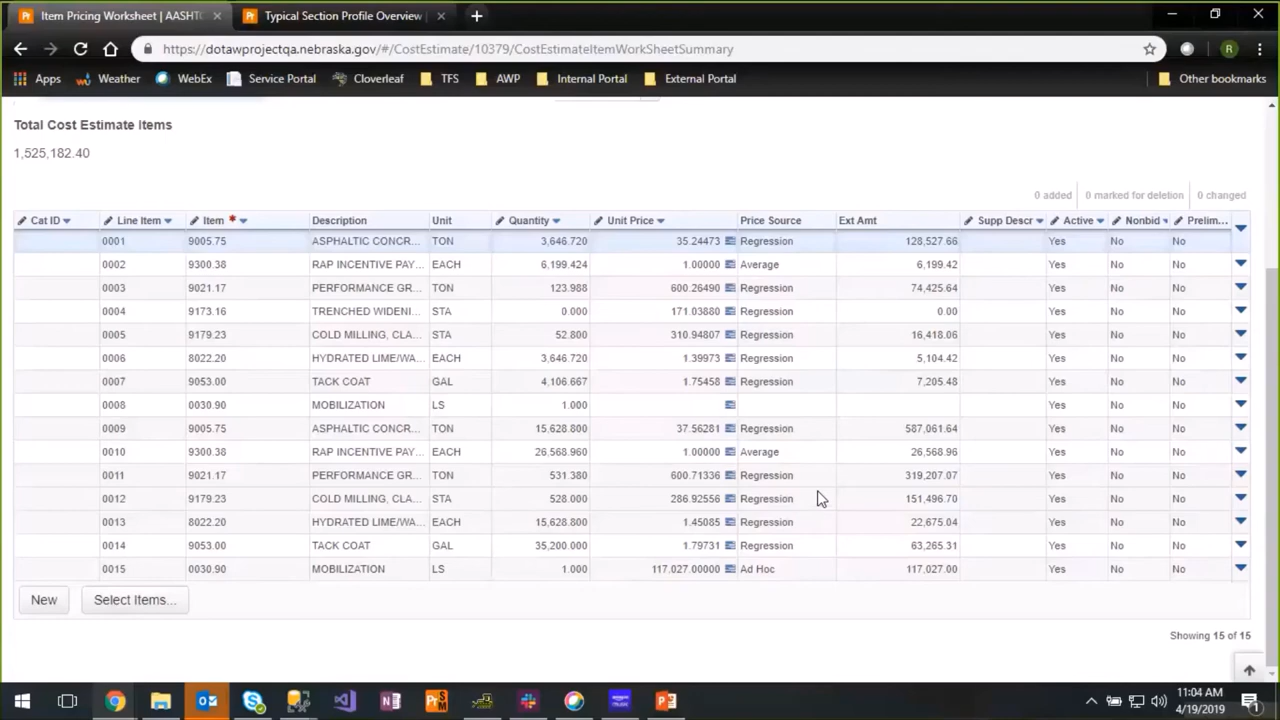 Item Pricing Worksheet | AASHTO
Typical Section Profile Overview |
https://dotawprojectqa.nebraska.gov/#/CostEstimate/10379/CostEstimateItemWorkSheetSummary
R
Apps Weather WebEx Service Portal Cloverleaf TFS AWP Internal Portal External Portal Other bookmarks
Total Cost Estimate Items
1,525,182.40
0 added 0 marked for deletion 0 changed
Cat ID Line Item Item * Description Unit Quantity Unit Price Price Source Ext Amt Supp Descr Active Nonbid Prelim...
0001 9005.75 ASPHALTIC CONCR... TON 3,646.720 35.24473 Regression 128,527.66 Yes No No
0002 9300.38 RAP INCENTIVE PAY... EACH 6,199.424 1.00000 Average 6,199.42 Yes No No
0003 9021.17 PERFORMANCE GR... TON 123.988 600.26490 Regression 74,425.64 Yes No No
0004 9173.16 TRENCHED WIDENI... STA 0.000 171.03880 Regression 0.00 Yes No No
0005 9179.23 COLD MILLING, CLA... STA 52.800 310.94807 Regression 16,418.06 Yes No No
0006 8022.20 HYDRATED LIME/WA... EACH 3,646.720 1.39973 Regression 5,104.42 Yes No No
0007 9053.00 TACK COAT GAL 4,106.667 1.75458 Regression 7,205.48 Yes No No
0008 0030.90 MOBILIZATION LS 1.000 Yes No No
0009 9005.75 ASPHALTIC CONCR... TON 15,628.800 37.56281 Regression 587,061.64 Yes No No
0010 9300.38 RAP INCENTIVE PAY... EACH 26,568.960 1.00000 Average 26,568.96 Yes No No
0011 9021.17 PERFORMANCE GR... TON 531.380 600.71336 Regression 319,207.07 Yes No No
0012 9179.23 COLD MILLING, CLA... STA 528.000 286.92556 Regression 151,496.70 Yes No No
0013 8022.20 HYDRATED LIME/WA... EACH 15,628.800 1.45085 Regression 22,675.04 Yes No No
0014 9053.00 TACK COAT GAL 35,200.000 1.79731 Regression 63,265.31 Yes No No
0015 0030.90 MOBILIZATION LS 1.000 117,027.00000 Ad Hoc 117,027.00 Yes No No
New Select Items...
Showing 15 of 15
11:04 AM
4/19/2019